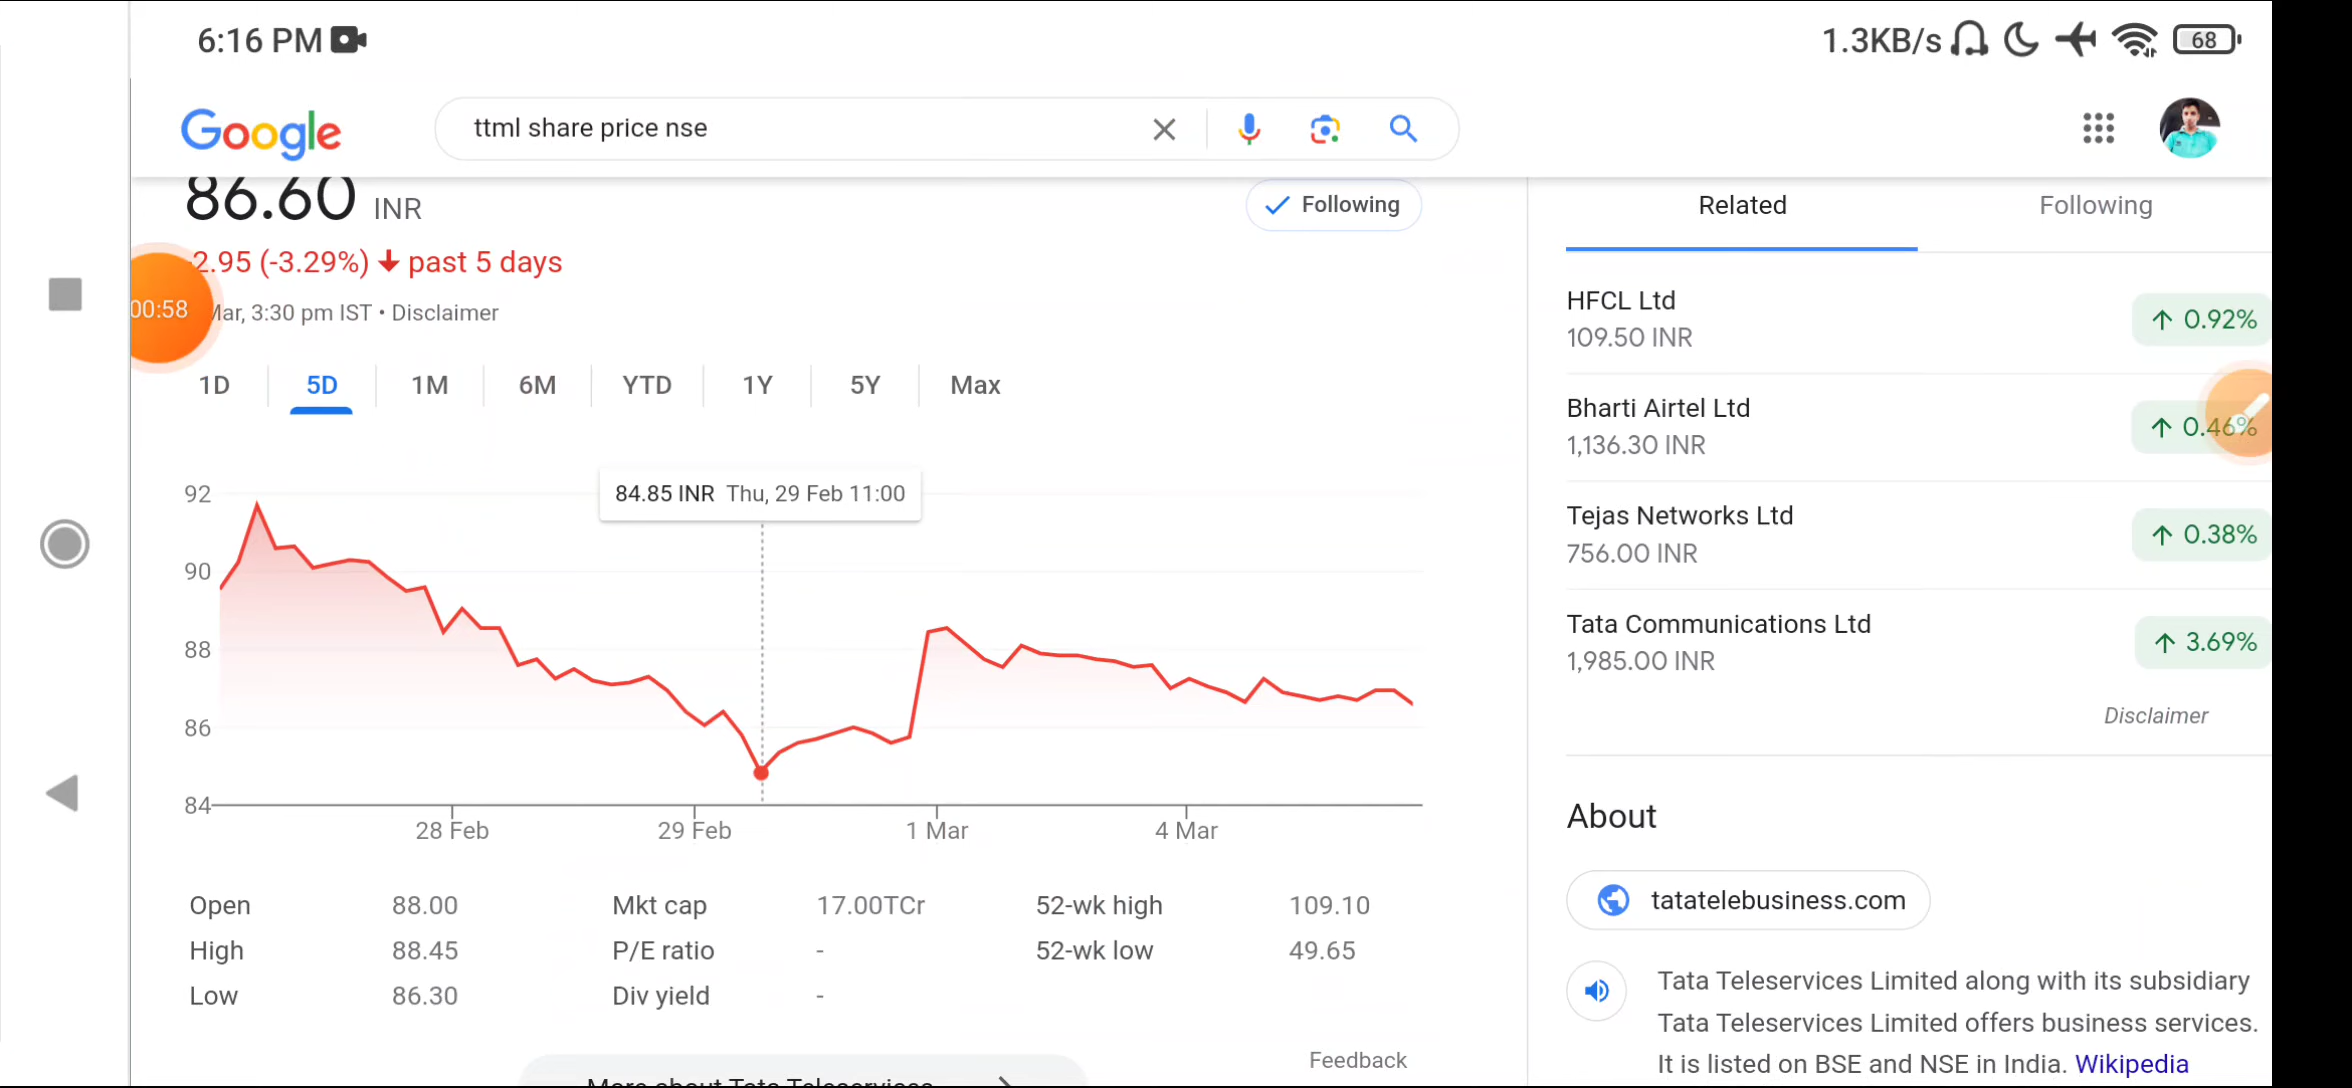 6:16 PM
1.3KB/s
68
Google
ttml share price nse
86.60 INR
Following
2.95 (-3.29%) past 5 days
00:58
Mar, 3:30 pm IST • Disclaimer
1D
5D
1M
6M
YTD
1Y
5Y
Max
84.85 INR Thu, 29 Feb 11:00
92
90
88
86
84
28 Feb
29 Feb
1 Mar
4 Mar
Open 88.00
Mkt cap 17.00TCr
52-wk high 109.10
High 88.45
P/E ratio -
52-wk low 49.65
Low 86.30
Div yield -
Feedback
More about Tata Teleservices
Related
Following
HFCL Ltd
109.50 INR
0.92%
Bharti Airtel Ltd
1,136.30 INR
0.46%
Tejas Networks Ltd
756.00 INR
0.38%
Tata Communications Ltd
1,985.00 INR
3.69%
Disclaimer
About
tatatelebusiness.com
Tata Teleservices Limited along with its subsidiary
Tata Teleservices Limited offers business services.
It is listed on BSE and NSE in India. Wikipedia